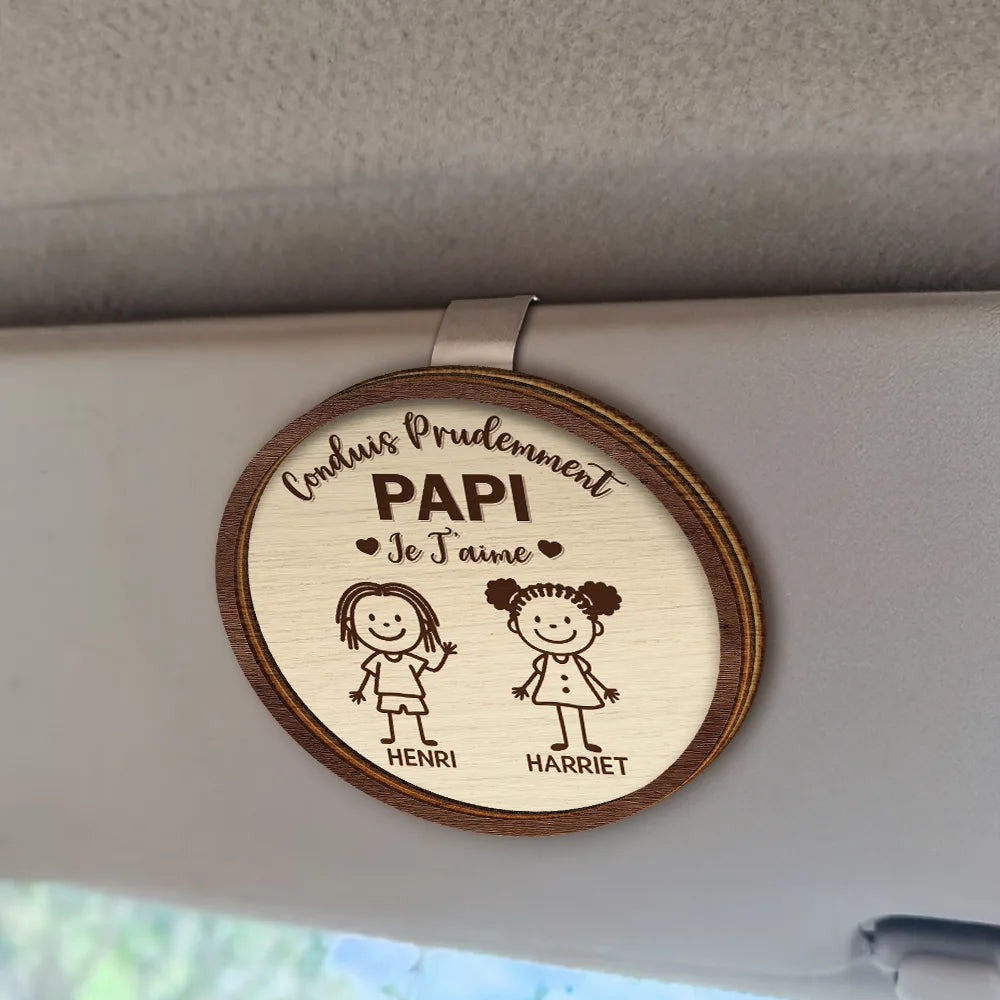 Conduis Prudemment
PAPI
Je T'aime
HENRI
HARRIET